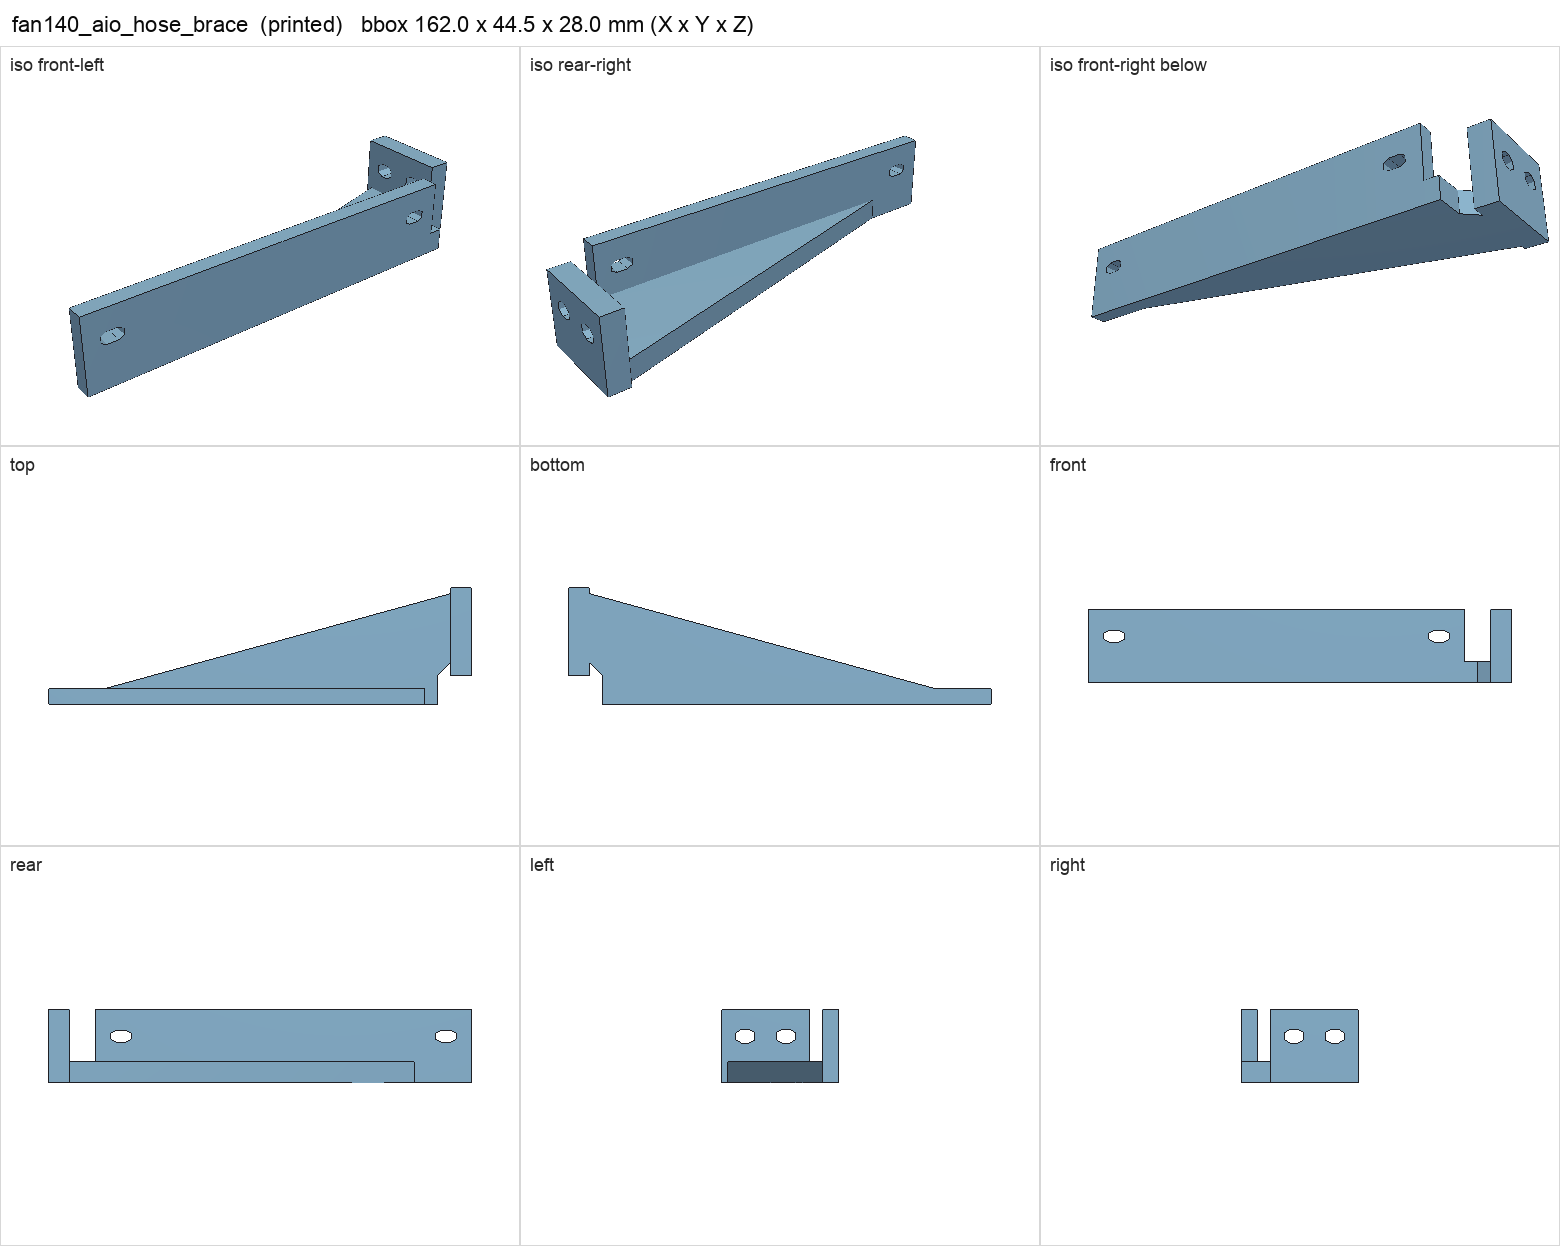 fan140_aio_hose_brace  (printed)   bbox 162.0 x 44.5 x 28.0 mm (X x Y x Z)
iso front-left
iso rear-right
iso front-right below
top
bottom
front
rear
left
right